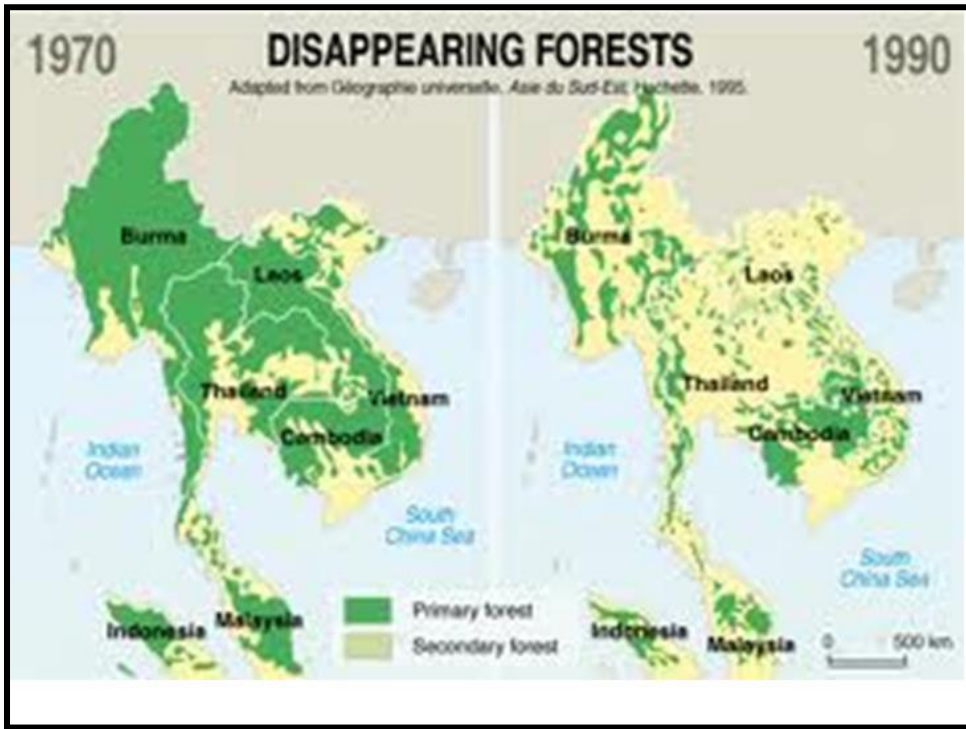 DISAPPEARING FORESTS
Adapted from Géographie universelle, Asie du Sud-Est, Hachette, 1995.
1970
Burma
Laos
Thailand
Vietnam
Cambodia
Indian
Ocean
South
China Sea
Malaysia
Indonesia
Primary forest
Secondary forest
1990
Burma
Laos
Thailand
Vietnam
Cambodia
Indian
Ocean
South
China Sea
Indonesia
Malaysia
0 500 km